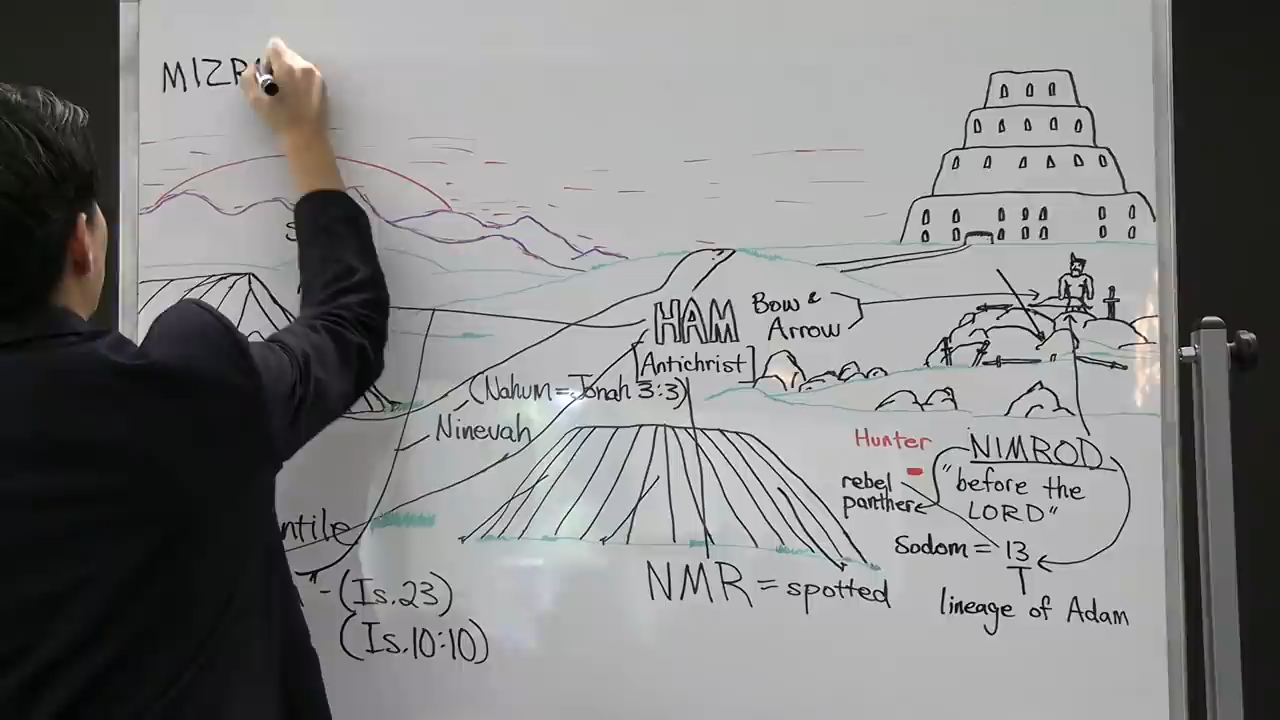 MIZR
HAM
[Antichrist]
Bow &
Arrow
(Nahum = Jonah 3:3)
Ninevah
ntile
- (Is.23)
(Is.10:10)
NMR = spotted
Hunter
NIMROD
"before the
LORD"
rebel
panther
Sodom = 13
lineage of Adam